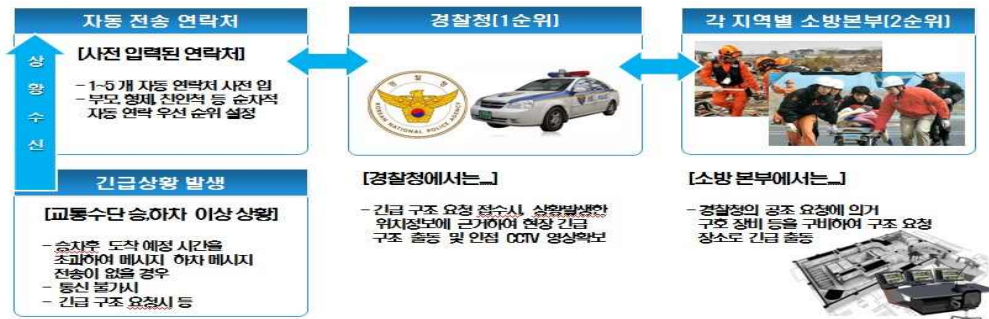 자동 전송 연락처
[사전 입력된 연락처]
- 1-5 개 자동 연락처 사전 입
- 부모, 형제, 친인척 등 순차적
자동 연락 우선 순위 설정
상황수신
긴급상황 발생
[교통수단 승,하차 이상 상황]
- 승차후 도착 예정 시간을
초과하여 메시지 하차 메시지
전송이 없을 경우
- 통신 불가시
- 긴급 구조 요청시 등
경찰청(1순위)
경찰청
KOREAN NATIONAL POLICE AGENCY
[경찰청에서는...]
- 긴급 구조 요청 접수시, 상황발생한
위치정보에 근거하여 현장 긴급
구조 출동 및 인접 CCTV 영상확보
각 지역별 소방본부(2순위)
[소방 본부에서는...]
- 경찰청의 공조 요청에 의거
구호 장비 등을 구비하여 구조 요청
장소로 긴급 출동